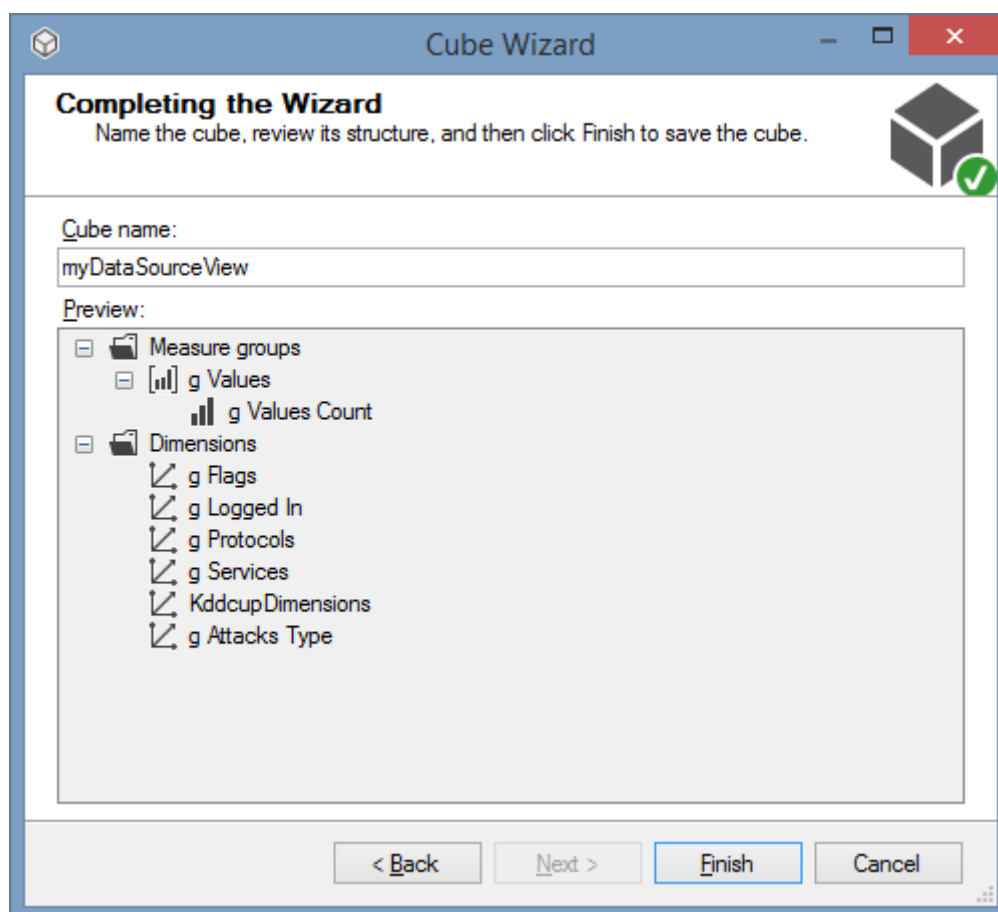 Cube Wizard
Completing the Wizard
Name the cube, review its structure, and then click Finish to save the cube.
Cube name:
myDataSourceView
Preview:
Measure groups
g Values
g Values Count
Dimensions
g Flags
g Logged In
g Protocols
g Services
KddcupDimensions
g Attacks Type
< Back Next > Finish Cancel